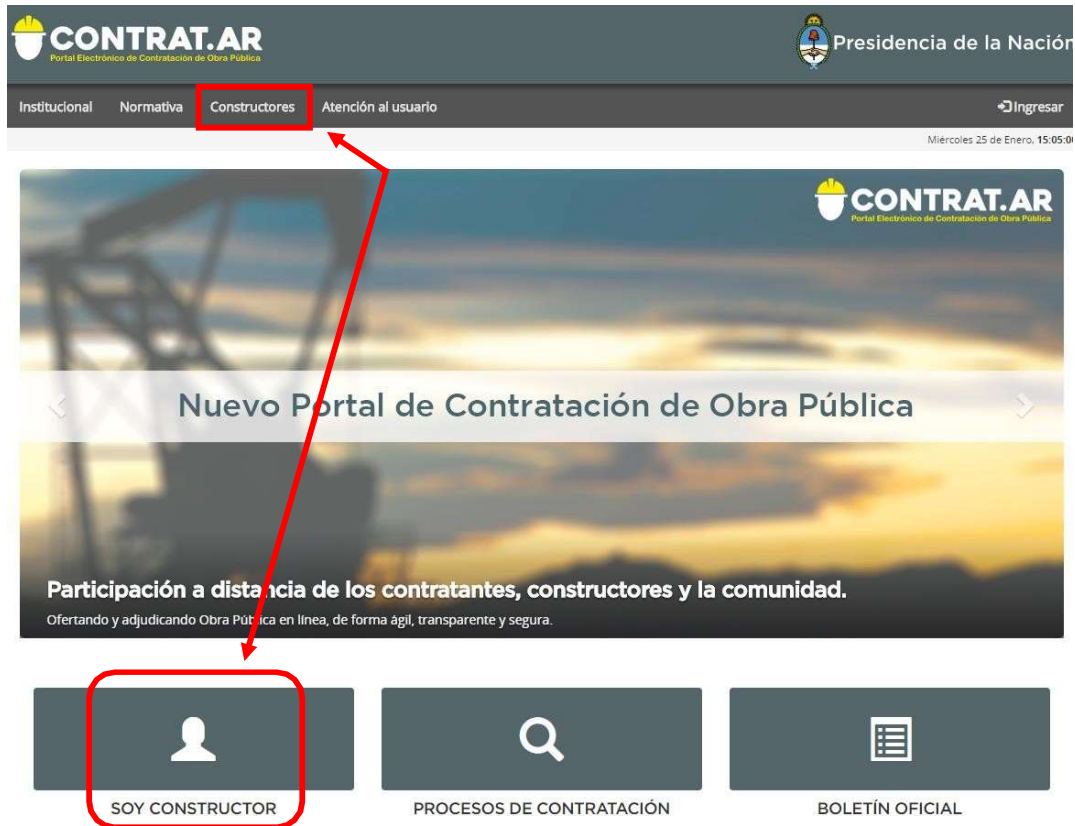 CONTRAT.AR
Portal Electrónico de Contratación de Obra Pública
Presidencia de la Nación
Institucional Normativa Constructores Atención al usuario Ingresar
Miércoles 25 de Enero, 15:05:0
CONTRAT.AR
Portal Electrónico de Contratación de Obra Pública
Nuevo Portal de Contratación de Obra Pública
Participación a distancia de los contratantes, constructores y la comunidad.
Ofertando y adjudicando Obra Pública en línea, de forma ágil, transparente y segura.
SOY CONSTRUCTOR PROCESOS DE CONTRATACIÓN BOLETÍN OFICIAL